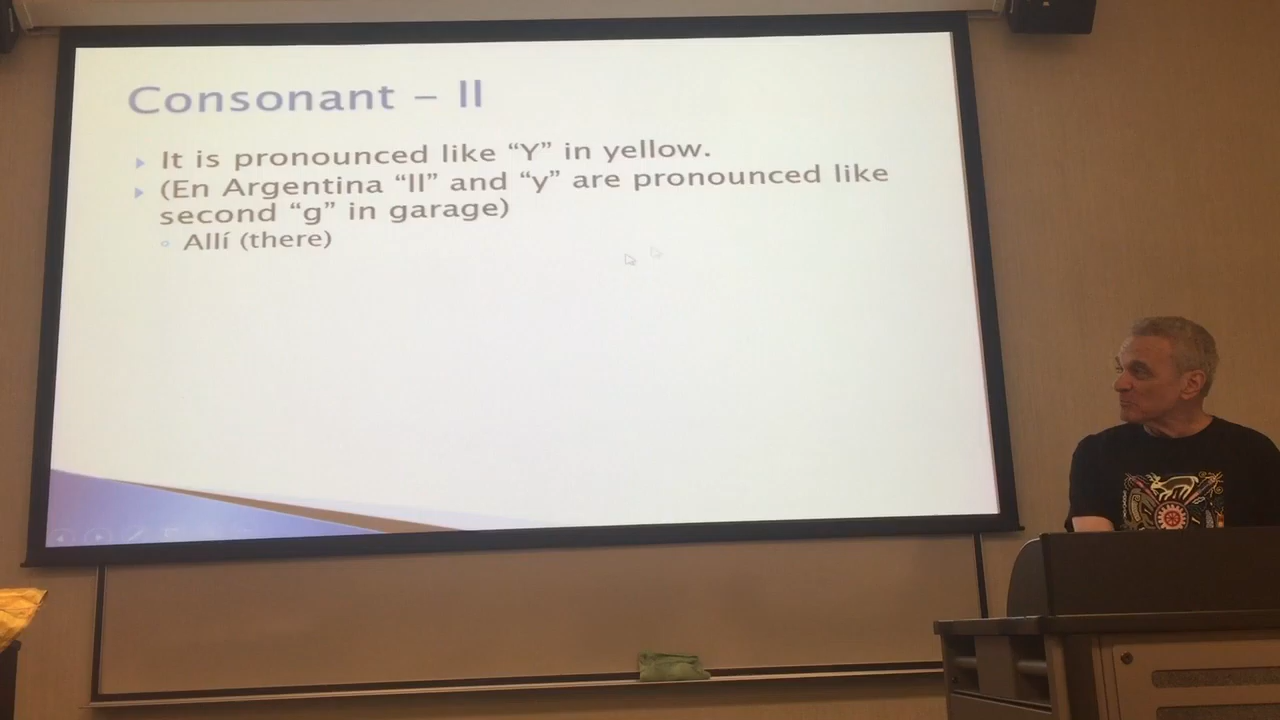 Consonant – ll
It is pronounced like “Y” in yellow.
(En Argentina “ll” and “y” are pronounced like
second “g” in garage)
Allí (there)